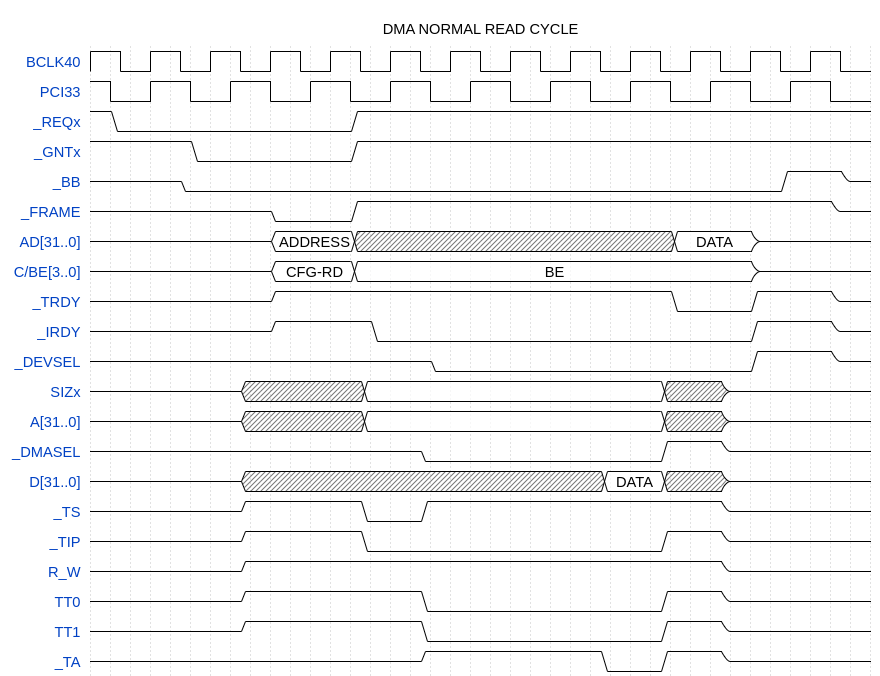 DMA NORMAL READ CYCLE
BCLK40
PCI33
_REQx
_GNTx
_BB
_FRAME
AD[31..0] ADDRESS DATA
C/BE[3..0] CFG-RD BE
_TRDY
_IRDY
_DEVSEL
SIZx
A[31..0]
_DMASEL
D[31..0] DATA
_TS
_TIP
R_W
TT0
TT1
_TA